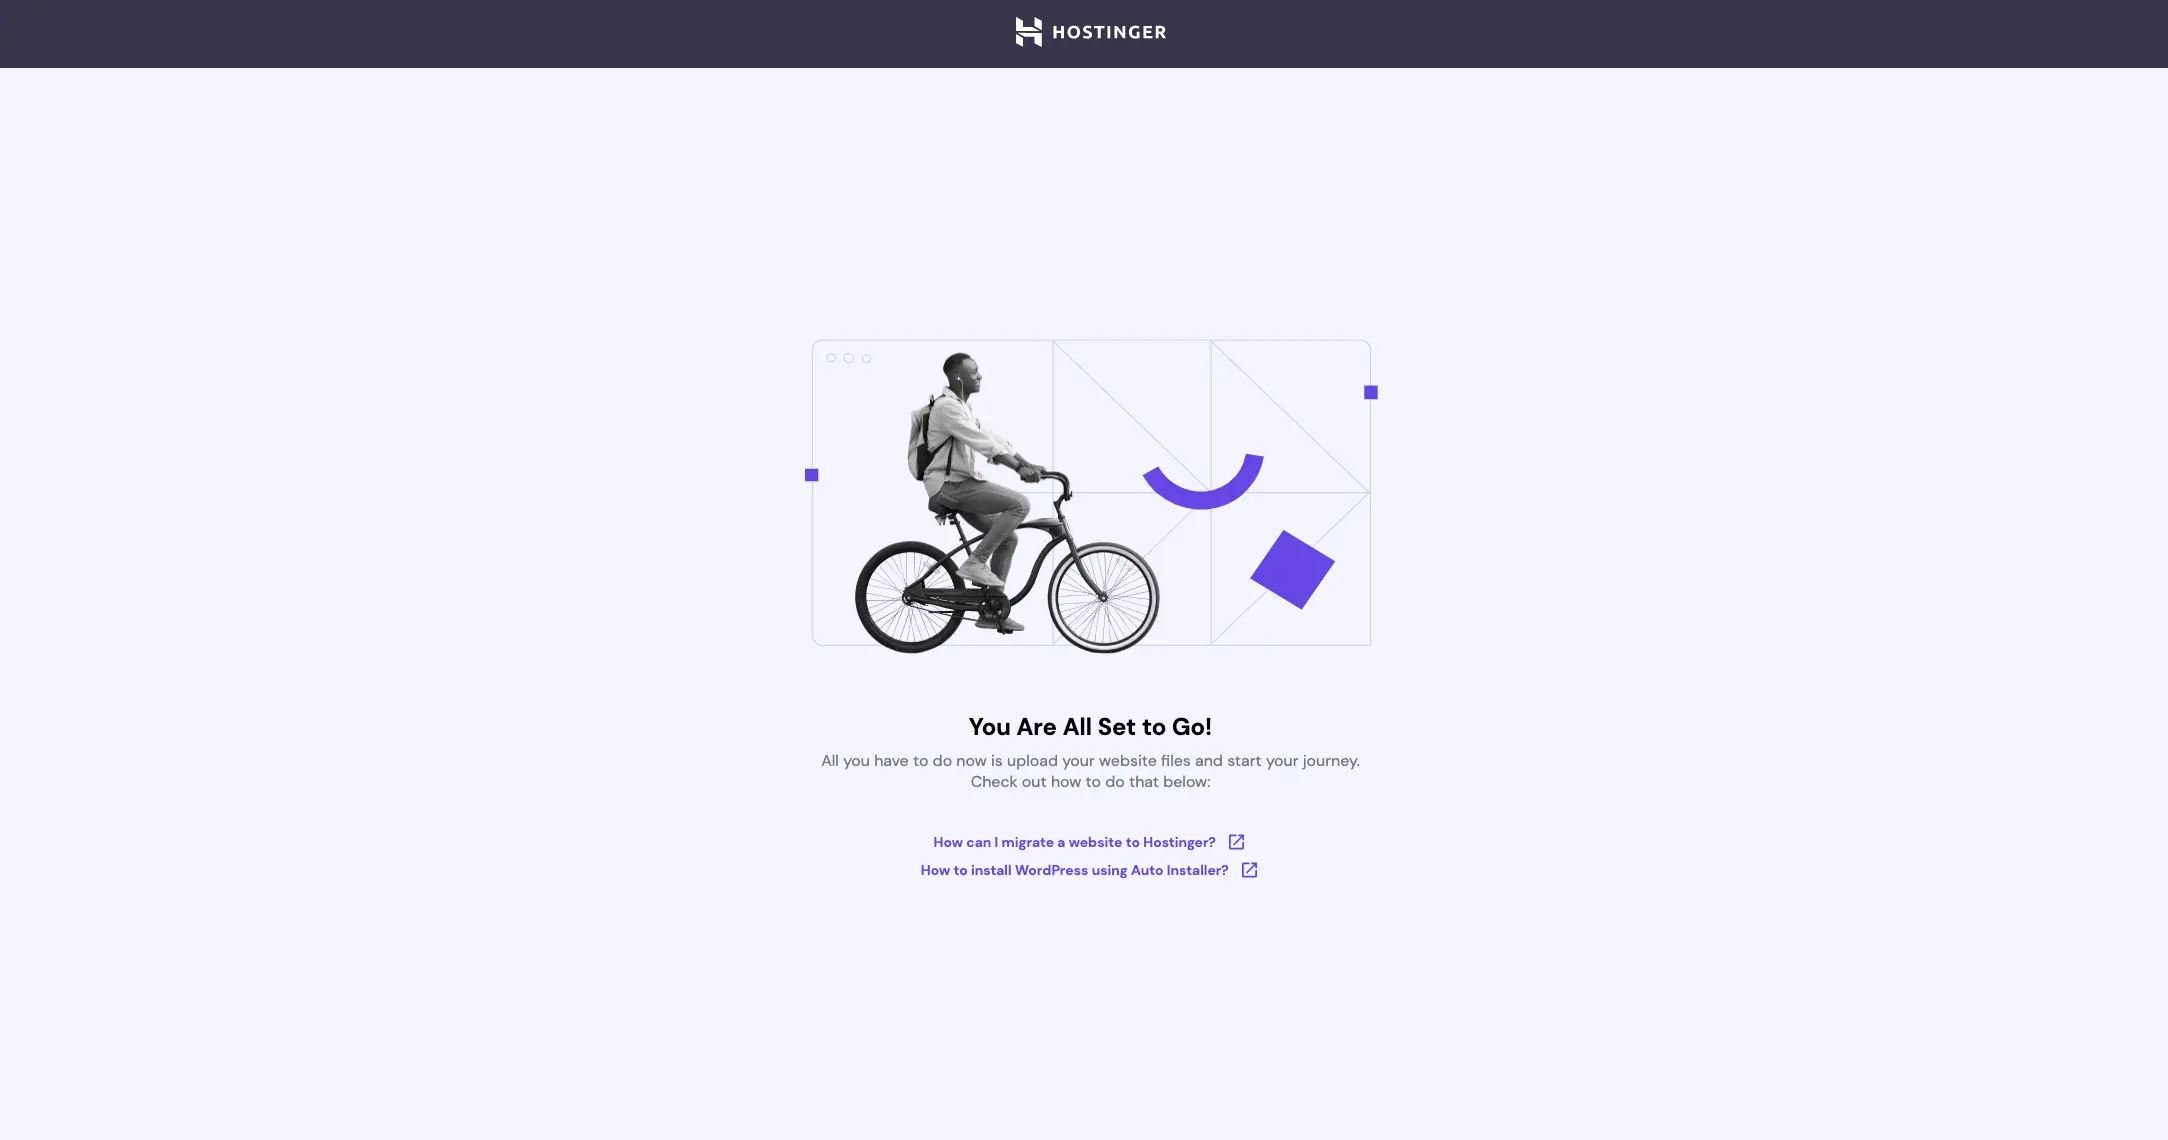 HOSTINGER
You Are All Set to Go!
All you have to do now is upload your website files and start your journey.
Check out how to do that below:
How can I migrate a website to Hostinger?
How to install WordPress using Auto Installer?